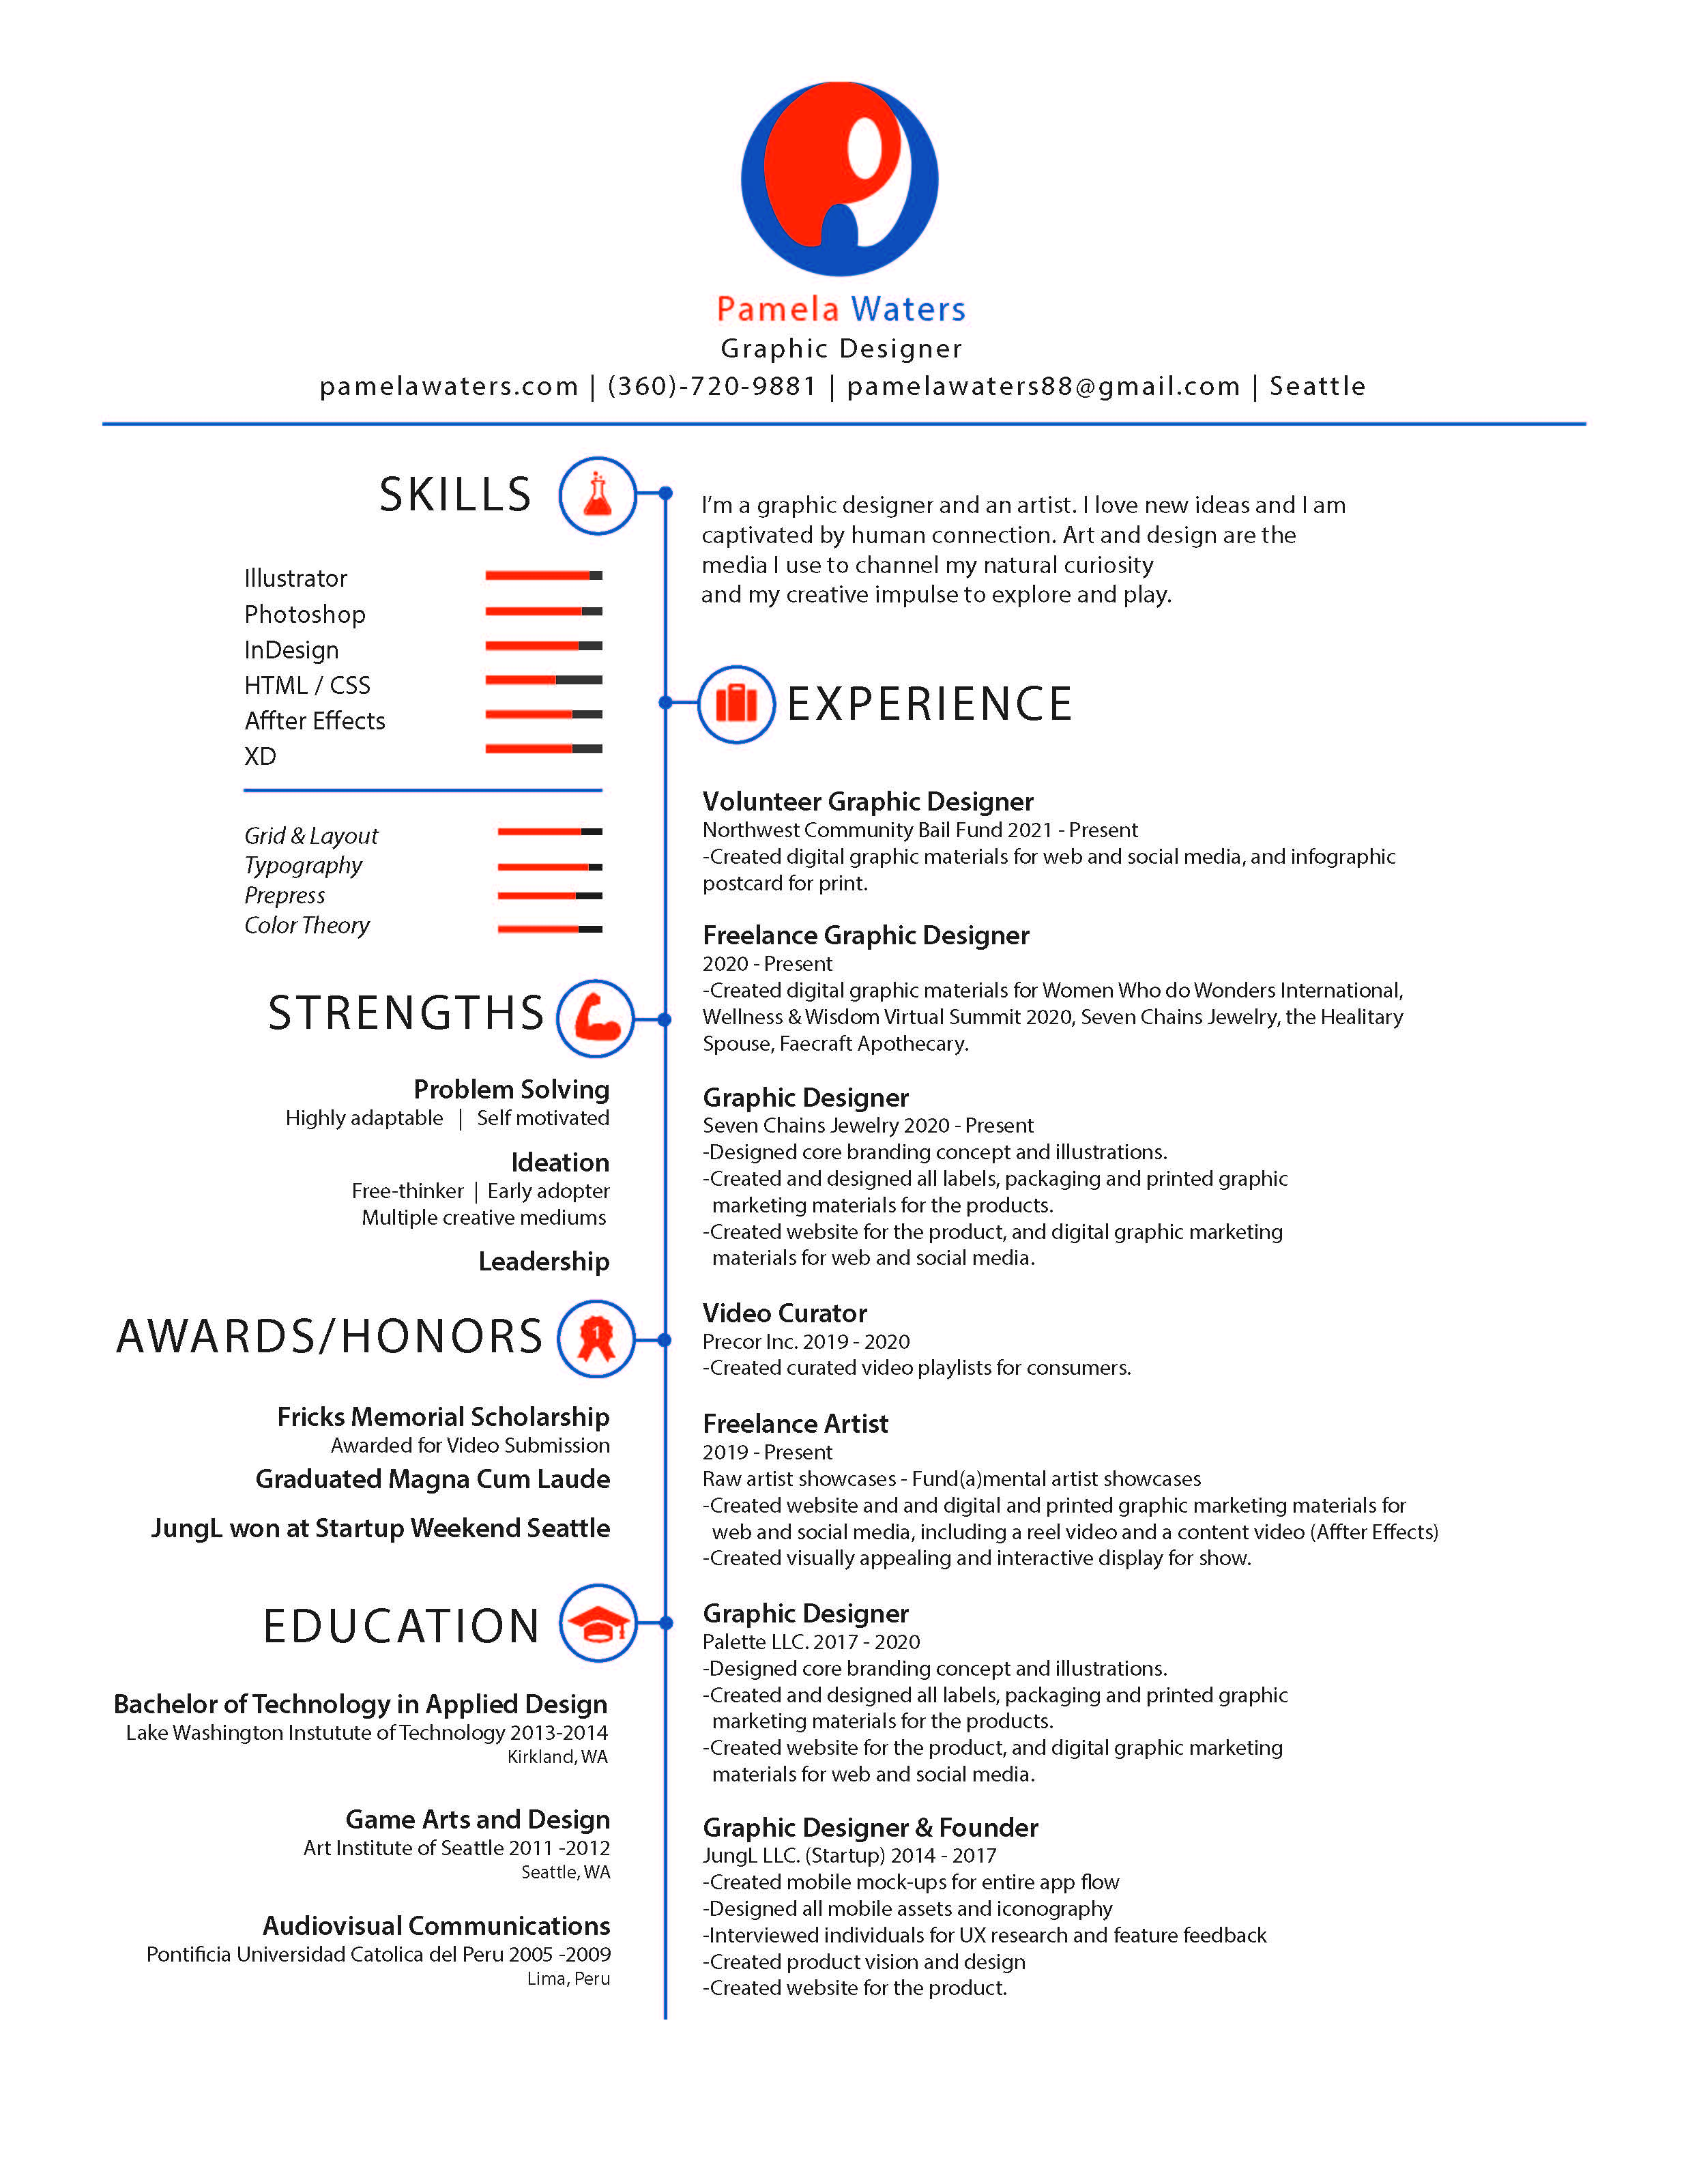 Pamela Waters
Graphic Designer
pamelawaters.com | (360)-720-9881 | pamelawaters88@gmail.com | Seattle
SKILLS
Illustrator
Photoshop
InDesign
HTML / CSS
Affter Effects
XD
Grid & Layout
Typography
Prepress
Color Theory
STRENGTHS
Problem Solving
Highly adaptable | Self motivated
Ideation
Free-thinker | Early adopter
Multiple creative mediums
Leadership
AWARDS/HONORS
1
Fricks Memorial Scholarship
Awarded for Video Submission
Graduated Magna Cum Laude
JungL won at Startup Weekend Seattle
EDUCATION
Bachelor of Technology in Applied Design
Lake Washington Instutute of Technology 2013-2014
Kirkland, WA
Game Arts and Design
Art Institute of Seattle 2011 -2012
Seattle, WA
Audiovisual Communications
Pontificia Universidad Catolica del Peru 2005 -2009
Lima, Peru
I'm a graphic designer and an artist. I love new ideas and I am
captivated by human connection. Art and design are the
media I use to channel my natural curiosity
and my creative impulse to explore and play.
EXPERIENCE
Volunteer Graphic Designer
Northwest Community Bail Fund 2021 - Present
-Created digital graphic materials for web and social media, and infographic
postcard for print.
Freelance Graphic Designer
2020 - Present
-Created digital graphic materials for Women Who do Wonders International,
Wellness & Wisdom Virtual Summit 2020, Seven Chains Jewelry, the Healitary
Spouse, Faecraft Apothecary.
Graphic Designer
Seven Chains Jewelry 2020 - Present
-Designed core branding concept and illustrations.
-Created and designed all labels, packaging and printed graphic
marketing materials for the products.
-Created website for the product, and digital graphic marketing
materials for web and social media.
Video Curator
Precor Inc. 2019 - 2020
-Created curated video playlists for consumers.
Freelance Artist
2019 - Present
Raw artist showcases - Fund(a)mental artist showcases
-Created website and and digital and printed graphic marketing materials for
web and social media, including a reel video and a content video (Affter Effects)
-Created visually appealing and interactive display for show.
Graphic Designer
Palette LLC. 2017 - 2020
-Designed core branding concept and illustrations.
-Created and designed all labels, packaging and printed graphic
marketing materials for the products.
-Created website for the product, and digital graphic marketing
materials for web and social media.
Graphic Designer & Founder
JungL LLC. (Startup) 2014 - 2017
-Created mobile mock-ups for entire app flow
-Designed all mobile assets and iconography
-Interviewed individuals for UX research and feature feedback
-Created product vision and design
-Created website for the product.